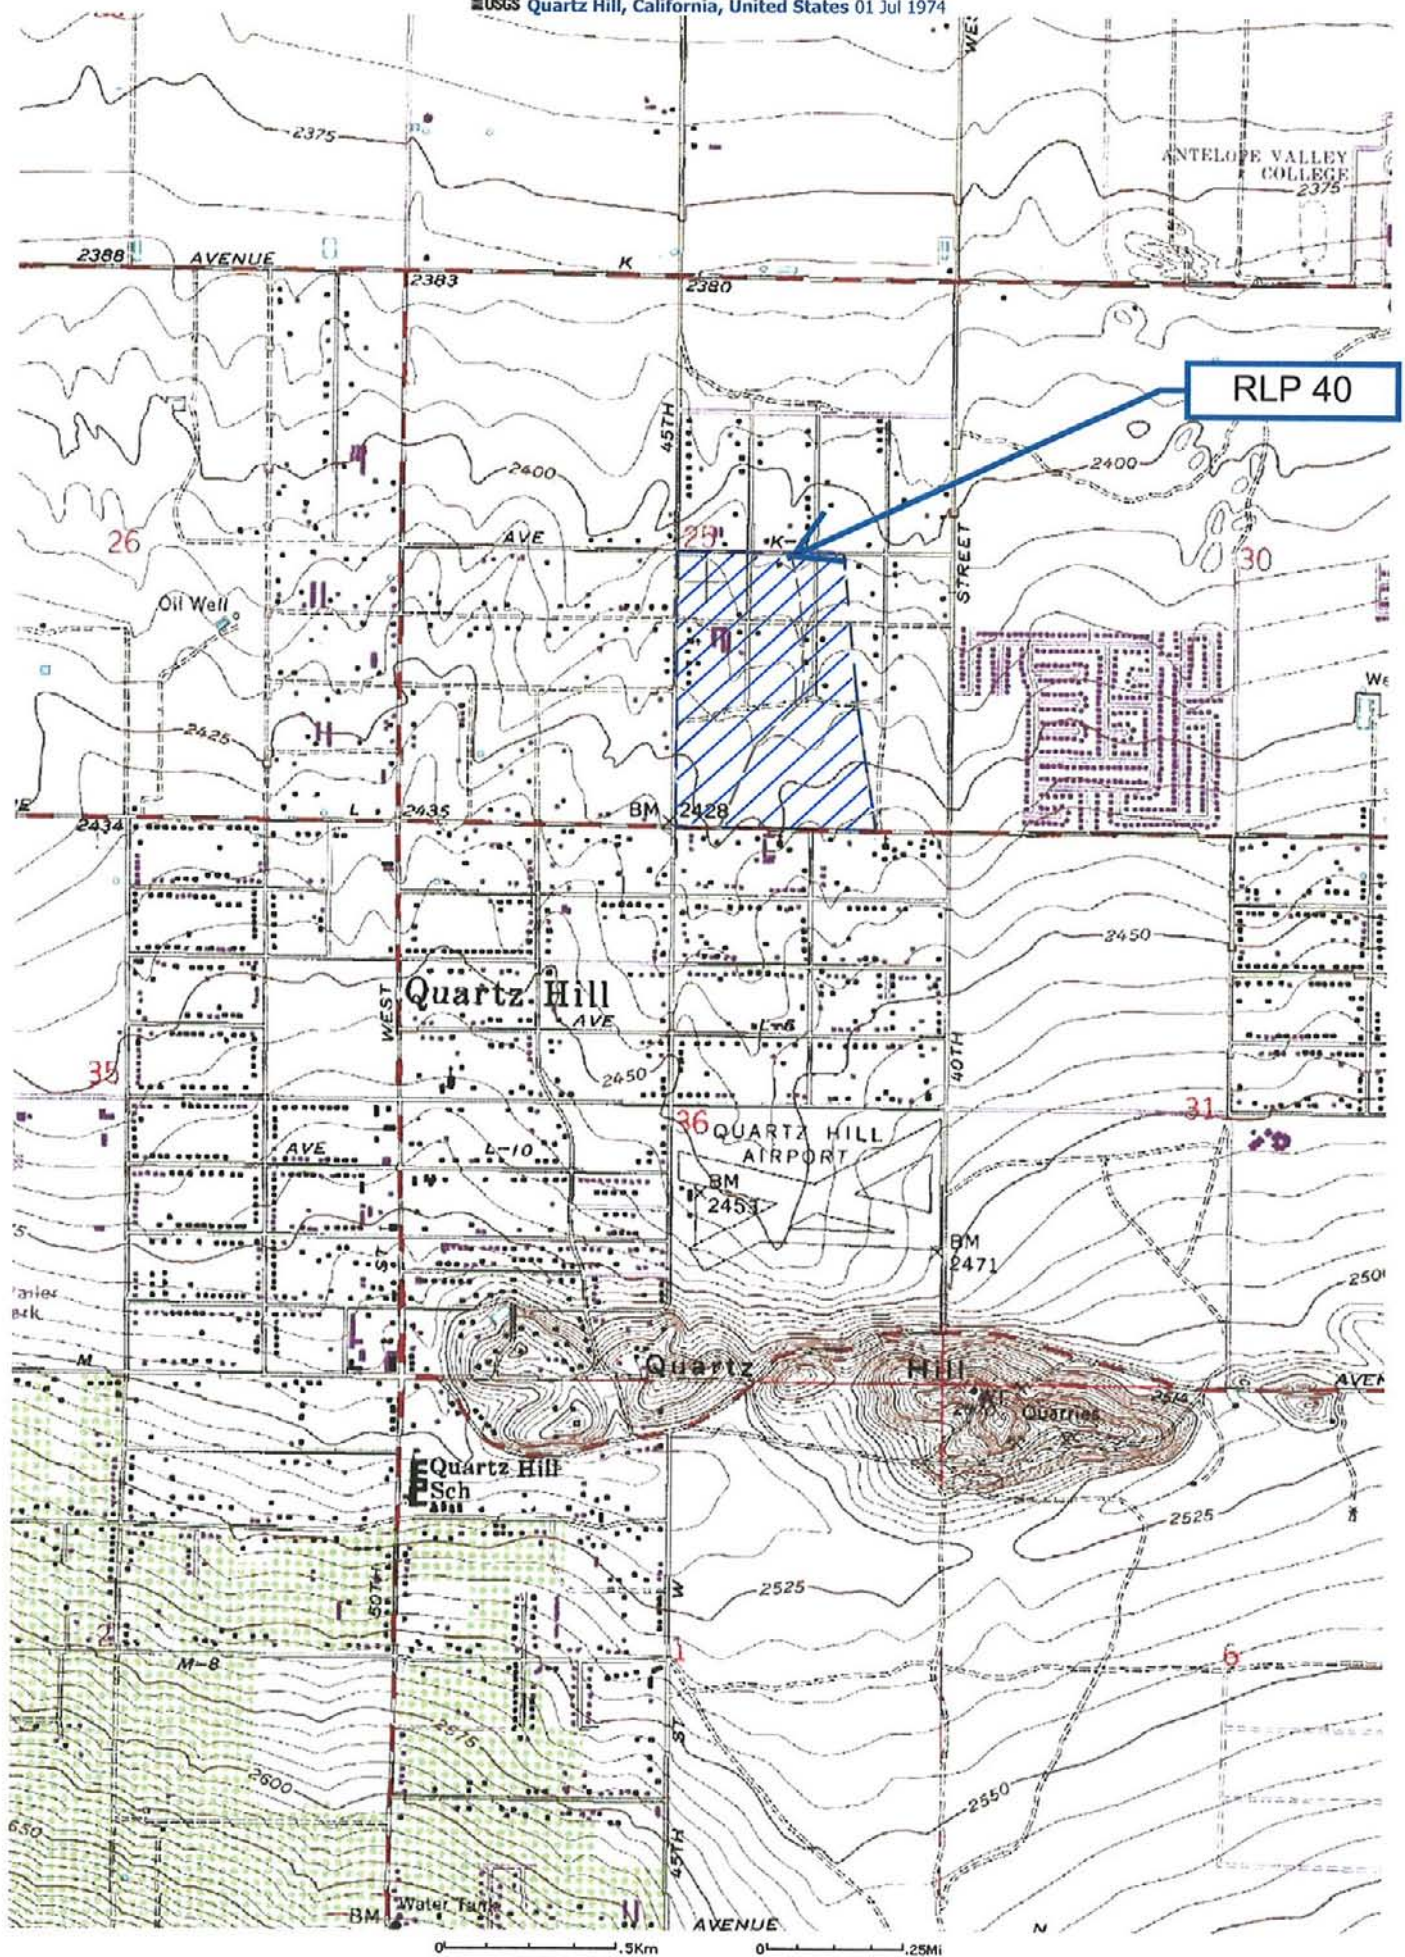 USGS Quartz Hill, California, United States 01 Jul 1974
2375
ANTELOPE VALLEY
COLLEGE
2375
2388
AVENUE
K
2383
2380
RLP 40
45TH
2400
2400
26
AVE
25
K-
STREET
30
Oil Well
2425
L
2435
BM
2428
2434
2450
Quartz Hill
WEST
AVE
L-8
40TH
35
2450
36
31
QUARTZ HILL
AIRPORT
AVE
L-10
BM
2453
BM
2471
ST
M
Quartz
Hill
Quarries
Quartz Hill
Sch
2525
50TH
2525
W
2
M-8
1
6
ST
2575
2600
2550
45TH
Water Tank
BM
AVENUE
N
0
.5Km
0
.25Mi